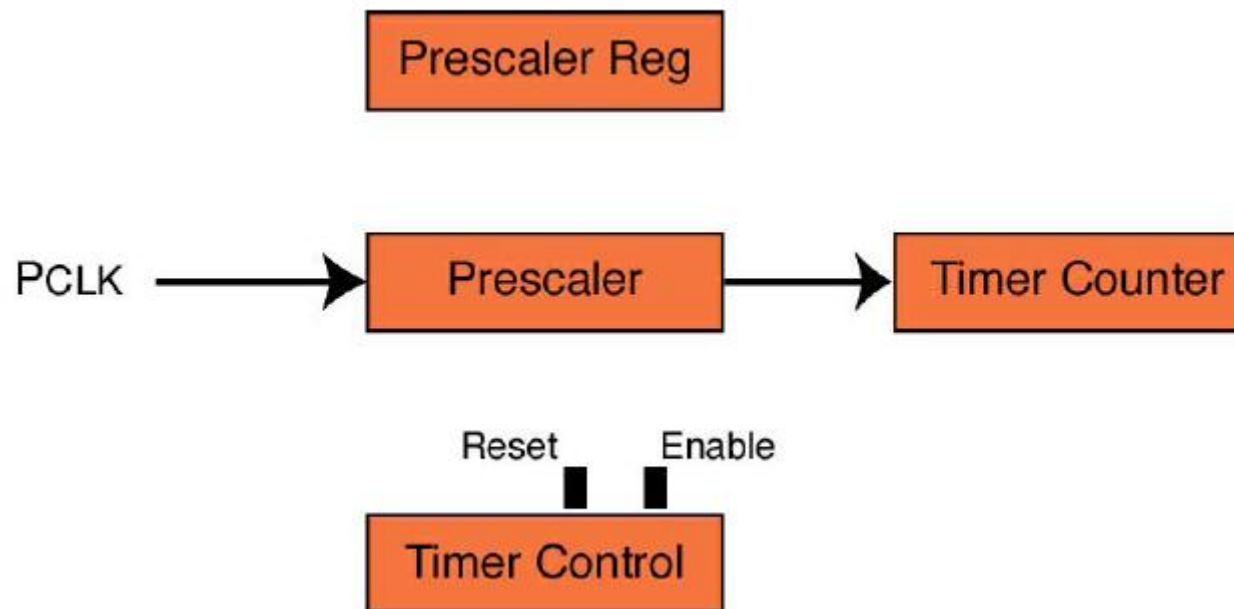 Prescaler Reg
PCLK
Prescaler
Timer Counter
Reset
Enable
Timer Control